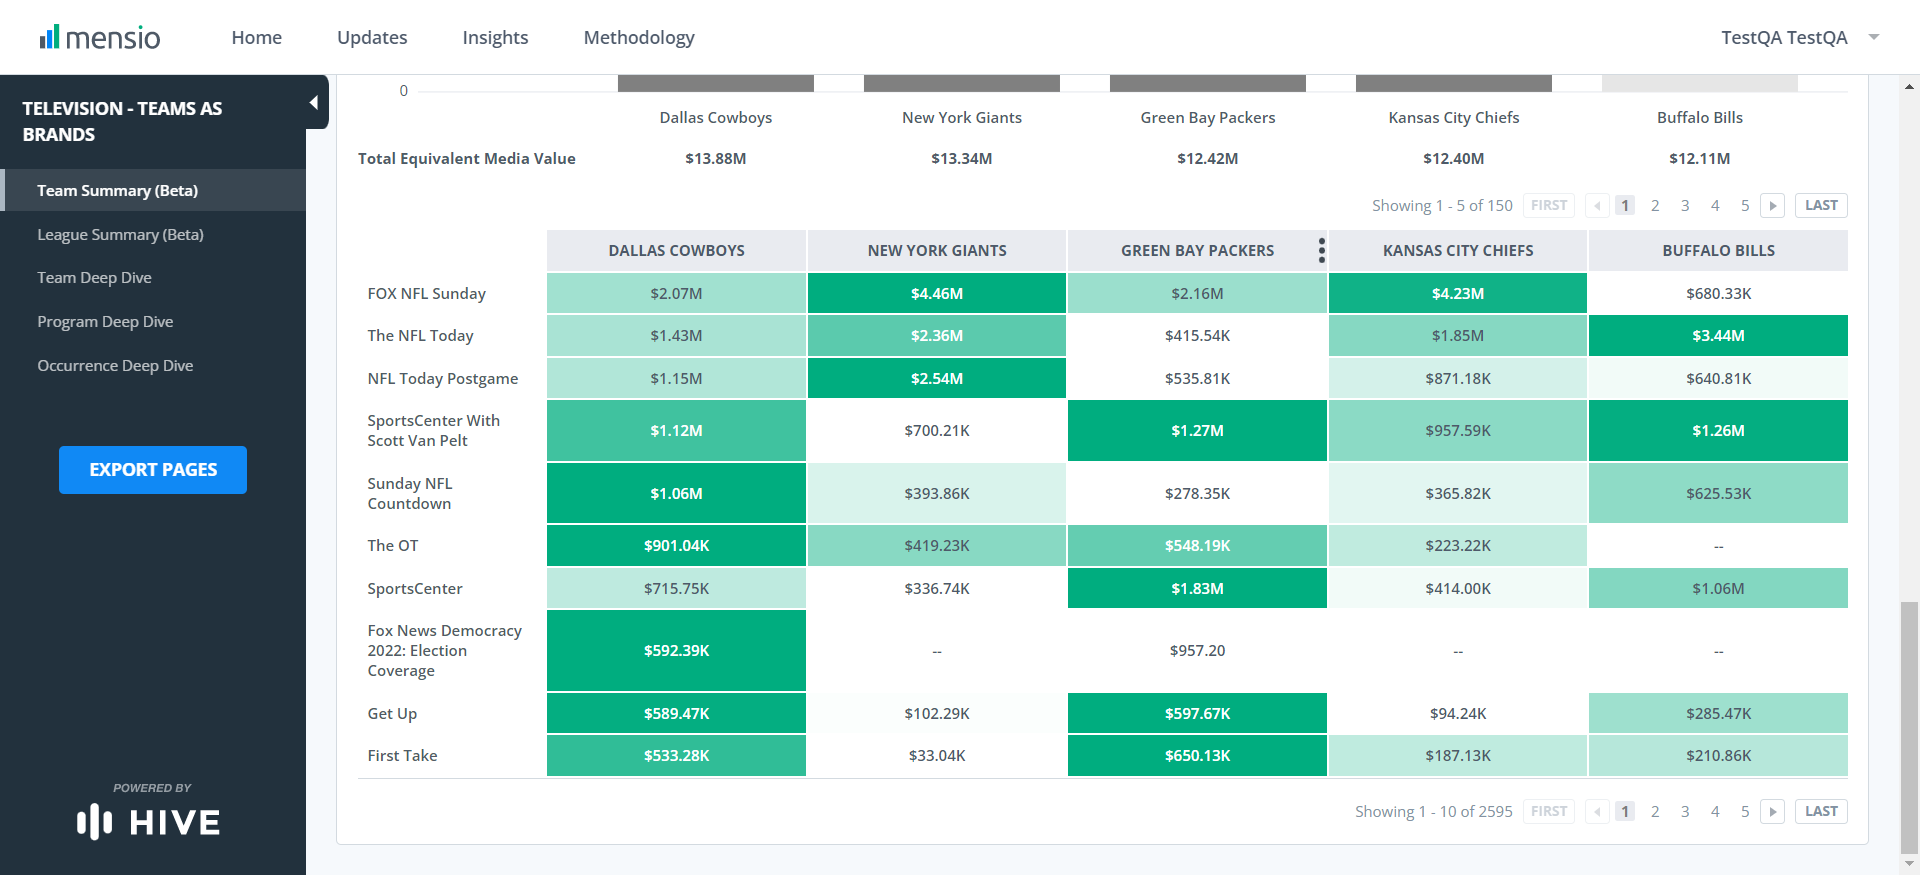 mensio
Home
Updates
Insights
Methodology
TestQA TestQA
TELEVISION - TEAMS AS
BRANDS
Team Summary (Beta)
League Summary (Beta)
Team Deep Dive
Program Deep Dive
Occurrence Deep Dive
EXPORT PAGES
POWERED BY
HIVE
0
Dallas Cowboys
New York Giants
Green Bay Packers
Kansas City Chiefs
Buffalo Bills
Total Equivalent Media Value $13.88M $13.34M $12.42M $12.40M $12.11M
Showing 1 - 5 of 150 FIRST 1 2 3 4 5 LAST
DALLAS COWBOYS NEW YORK GIANTS GREEN BAY PACKERS KANSAS CITY CHIEFS BUFFALO BILLS
FOX NFL Sunday $2.07M $4.46M $2.16M $4.23M $680.33K
The NFL Today $1.43M $2.36M $415.54K $1.85M $3.44M
NFL Today Postgame $1.15M $2.54M $535.81K $871.18K $640.81K
SportsCenter With
Scott Van Pelt
$1.12M $700.21K $1.27M $957.59K $1.26M
Sunday NFL
Countdown
$1.06M $393.86K $278.35K $365.82K $625.53K
The OT $901.04K $419.23K $548.19K $223.22K --
SportsCenter $715.75K $336.74K $1.83M $414.00K $1.06M
Fox News Democracy
2022: Election
Coverage
$592.39K -- $957.20 -- --
Get Up $589.47K $102.29K $597.67K $94.24K $285.47K
First Take $533.28K $33.04K $650.13K $187.13K $210.86K
Showing 1 - 10 of 2595 FIRST 1 2 3 4 5 LAST